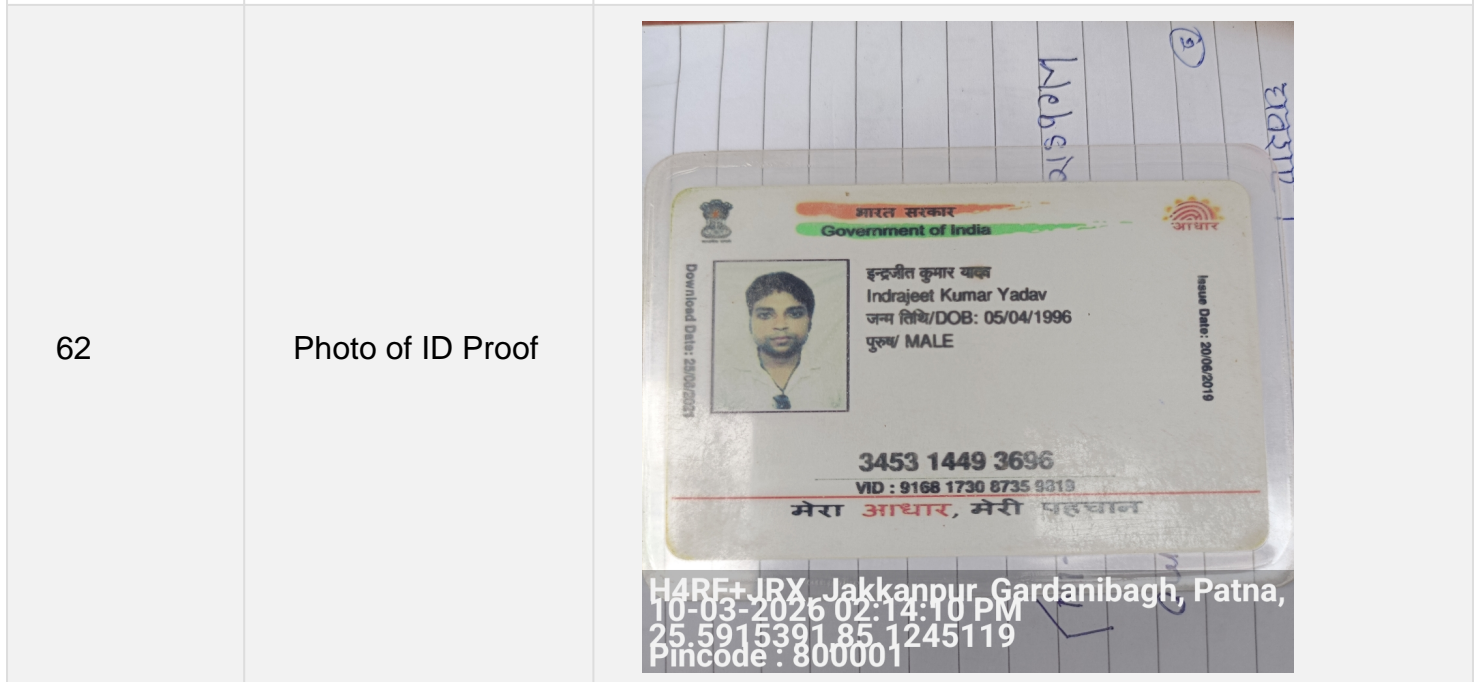 62
Photo of ID Proof
②
Website
भारत सरकार
Government of India
आधार
इन्द्रजीत कुमार यादव
Indrajeet Kumar Yadav
जन्म तिथि/DOB: 05/04/1996
पुरुष/ MALE
Download Date: 25/08/2021
Issue Date: 20/06/2019
3453 1449 3696
VID : 9168 1730 8735 9319
मेरा आधार, मेरी पहचान
H4RF+JRX, Jakkanpur, Gardanibagh, Patna,
10-03-2026 02:14:10 PM
25.5915391,85.1245119
Pincode : 800001